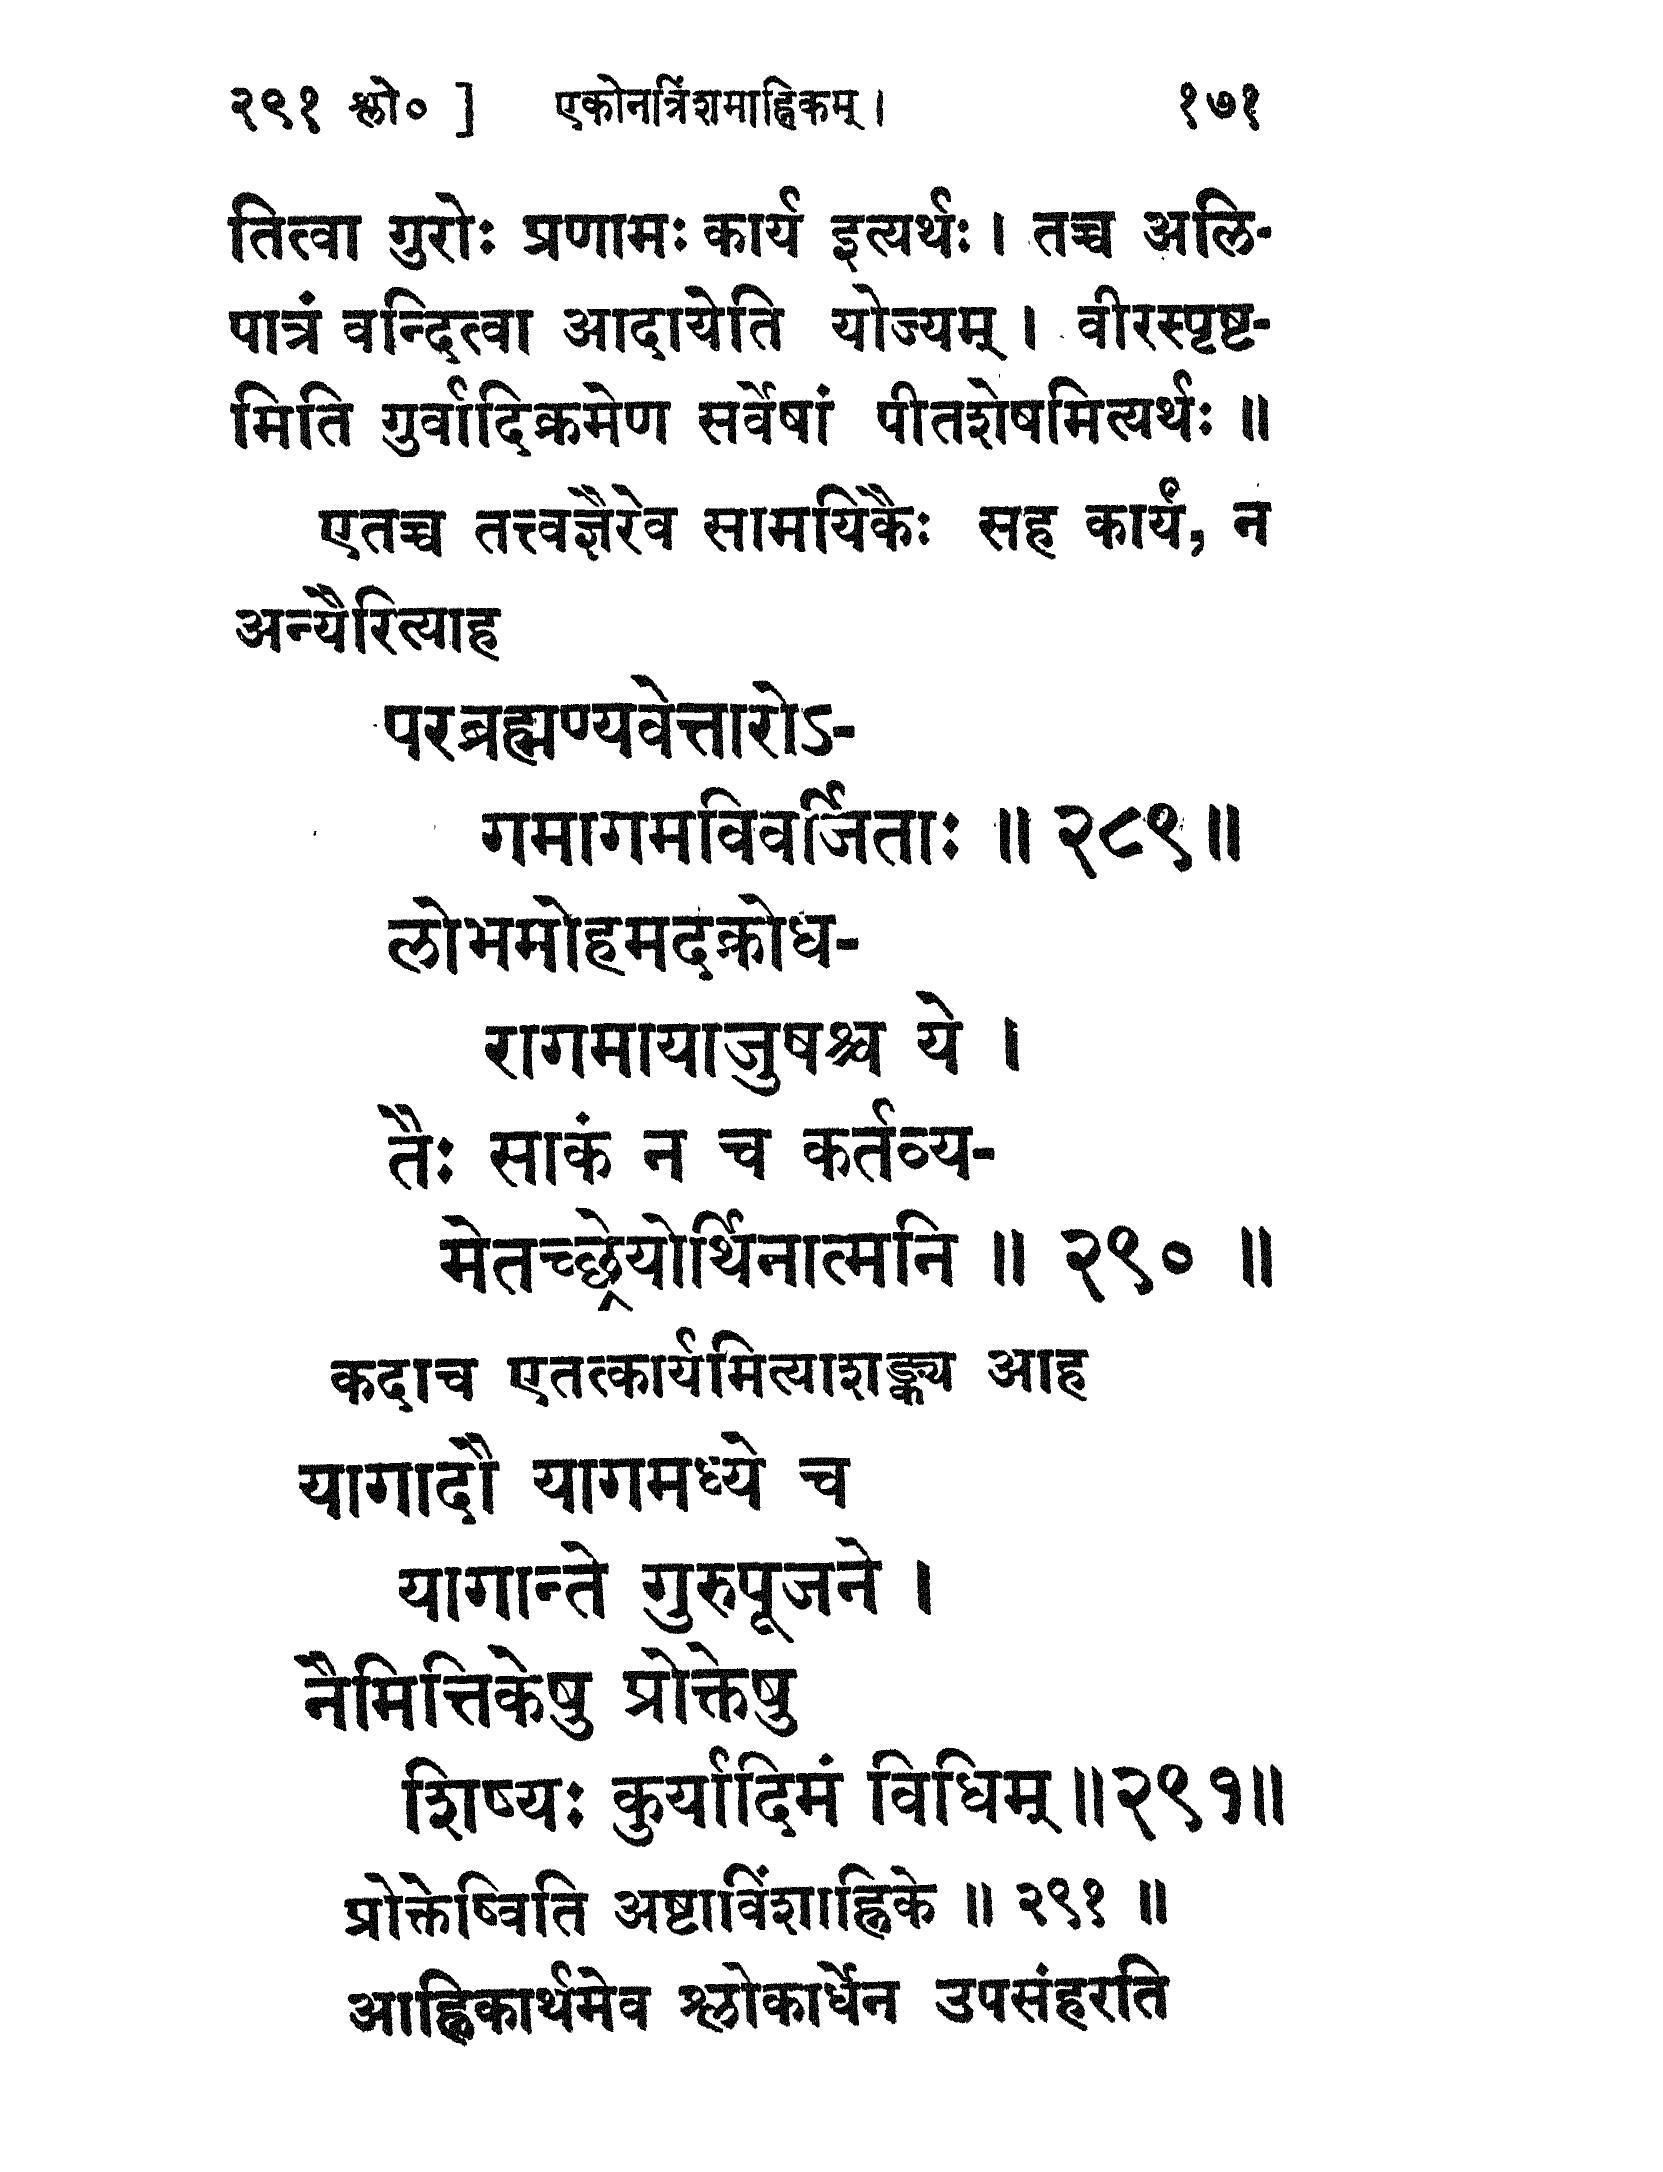 २९१ श्लो० ] एकोनत्रिंशमाह्निकम् । १७१
तित्वा गुरोः प्रणामः कार्य इत्यर्थः । तच्च अलि-
पात्रं वन्दित्वा आदायेति योज्यम् । वीरस्पृष्ट-
मिति गुर्वादिक्रमेण सर्वेषां पीतशेषमित्यर्थः ॥
एतच्च तत्त्वज्ञैरेव सामयिकैः सह कार्यं, न
अन्यैरित्याह
परब्रह्मण्यवेत्तारोऽ-
गमागमविवर्जिताः ॥ २८९ ॥
लोभमोहमदक्रोध-
रागमायाजुषश्च ये ।
तैः साकं न च कर्तव्य-
मेतच्छ्रेयोर्थिनात्मनि ॥ २९० ॥
कदाच एतत्कार्यमित्याशङ्क्य आह
यागादौ यागमध्ये च
यागान्ते गुरुपूजने ।
नैमित्तिकेषु प्रोक्तेषु
शिष्यः कुर्यादिमं विधिम् ॥ २९१ ॥
प्रोक्तेष्विति अष्टाविंशाह्निके ॥ २९१ ॥
आह्निकार्थमेव श्लोकार्धेन उपसंहरति